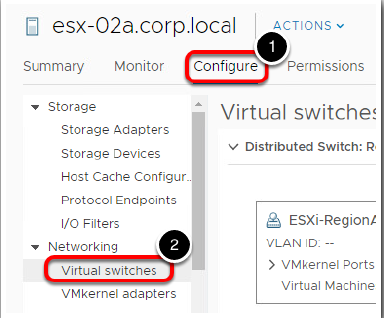 esx-02a.corp.local
ACTIONS
1
Summary
Monitor
Configure
Permissions
Storage
Storage Adapters
Storage Devices
Host Cache Configur...
Protocol Endpoints
I/O Filters
Networking
2
Virtual switches
VMkernel adapters
Virtual switches
Distributed Switch: Re
ESXi-RegionA
VLAN ID: --
VMkernel Ports
Virtual Machine